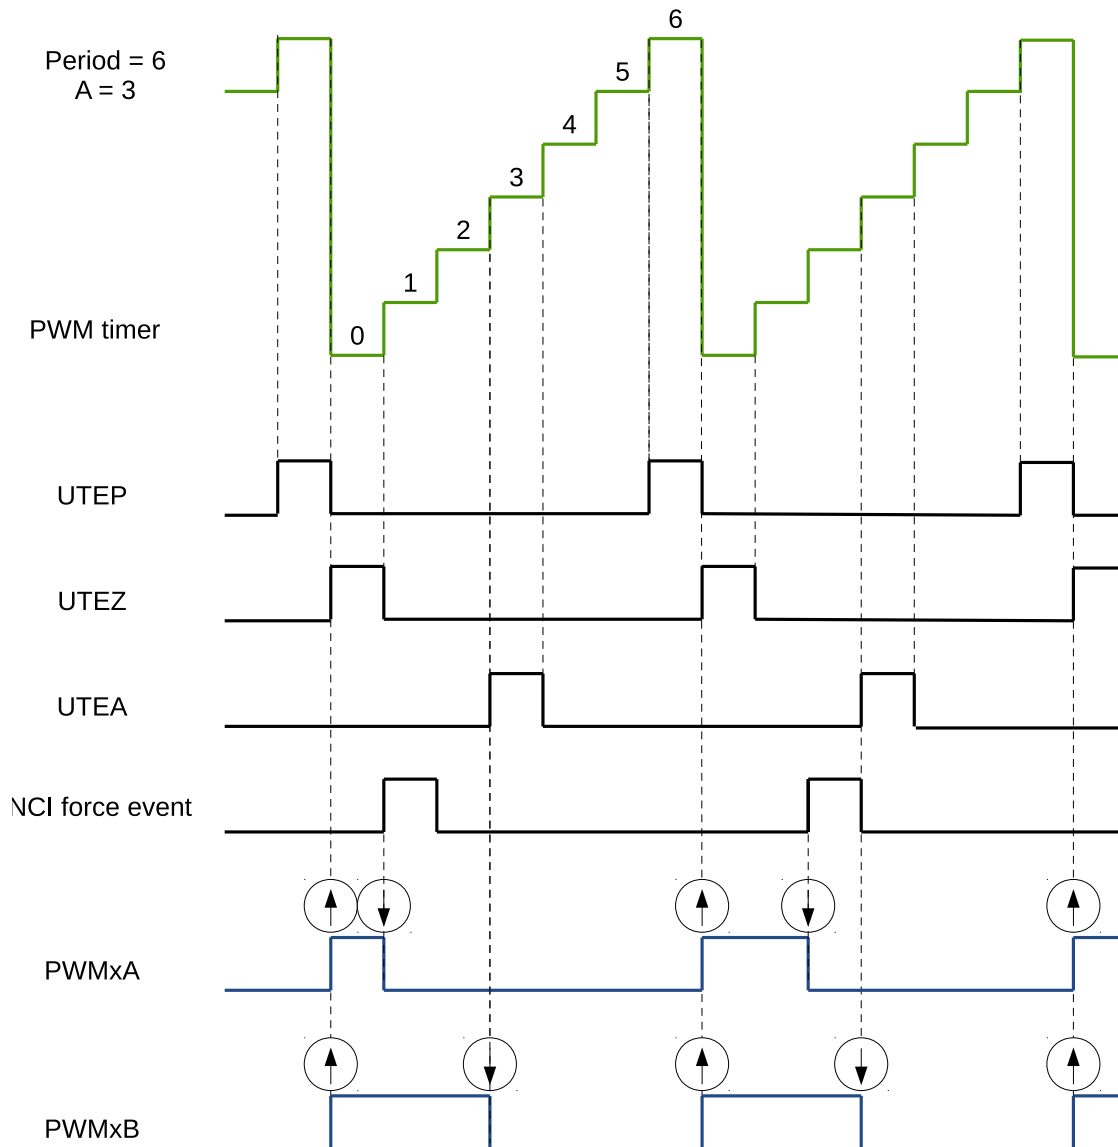 6
Period = 6
A = 3
5
4
3
2
1
0
PWM timer
UTEP
UTEZ
UTEA
NCI force event
PWMxA
PWMxB